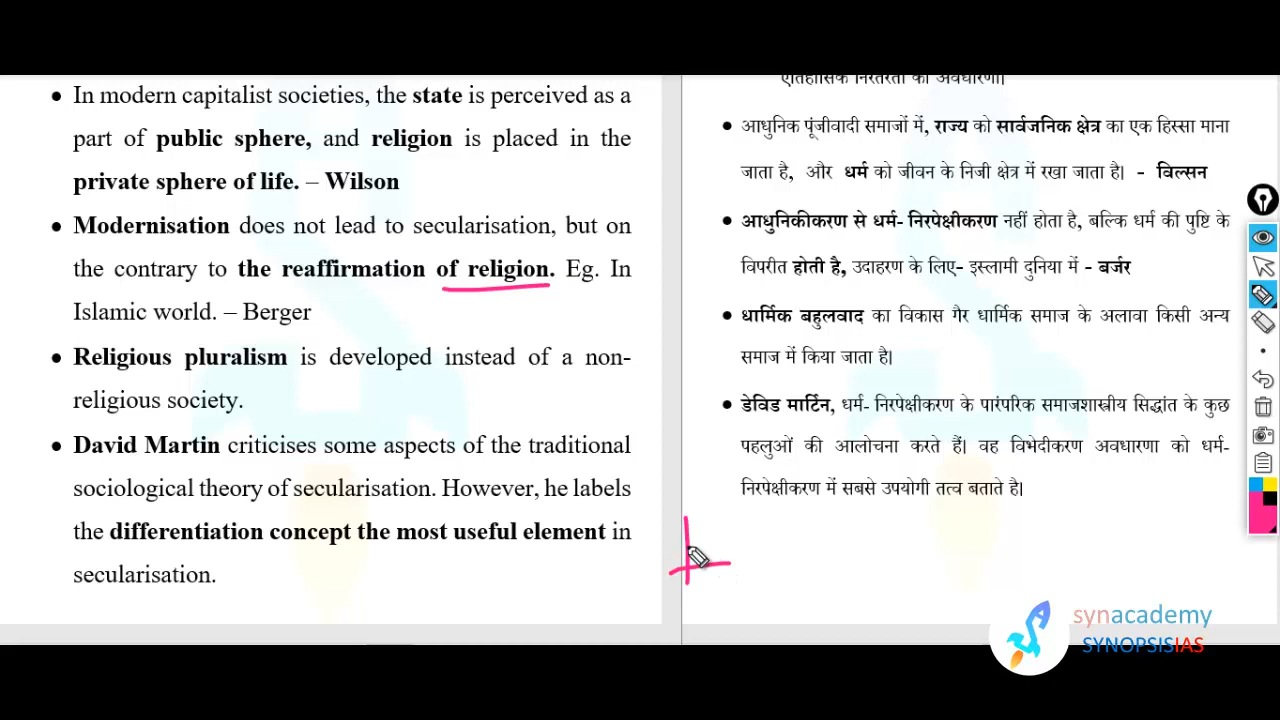 • In modern capitalist societies, the state is perceived as a
part of public sphere, and religion is placed in the
private sphere of life. – Wilson
• Modernisation does not lead to secularisation, but on
the contrary to the reaffirmation of religion. Eg. In
Islamic world. – Berger
• Religious pluralism is developed instead of a non-
religious society.
• David Martin criticises some aspects of the traditional
sociological theory of secularisation. However, he labels
the differentiation concept the most useful element in
secularisation.
• आधुनिक पूंजीवादी समाजों में, राज्य को सार्वजनिक क्षेत्र का एक हिस्सा माना
जाता है, और धर्म को जीवन के निजी क्षेत्र में रखा जाता है। - विल्सन
• आधुनिकीकरण से धर्म- निरपेक्षीकरण नहीं होता है, बल्कि धर्म की पुष्टि के
विपरीत होती है, उदाहरण के लिए- इस्लामी दुनिया में - बर्जर
• धार्मिक बहुलवाद का विकास गैर धार्मिक समाज के अलावा किसी अन्य
समाज में किया जाता है।
• डेविड मार्टिन, धर्म- निरपेक्षीकरण के पारंपरिक समाजशास्त्रीय सिद्धांत के कुछ
पहलुओं की आलोचना करते हैं। वह विभेदीकरण अवधारणा को धर्म-
निरपेक्षीकरण में सबसे उपयोगी तत्व बताते है।
synacademy
SYNOPSISIAS